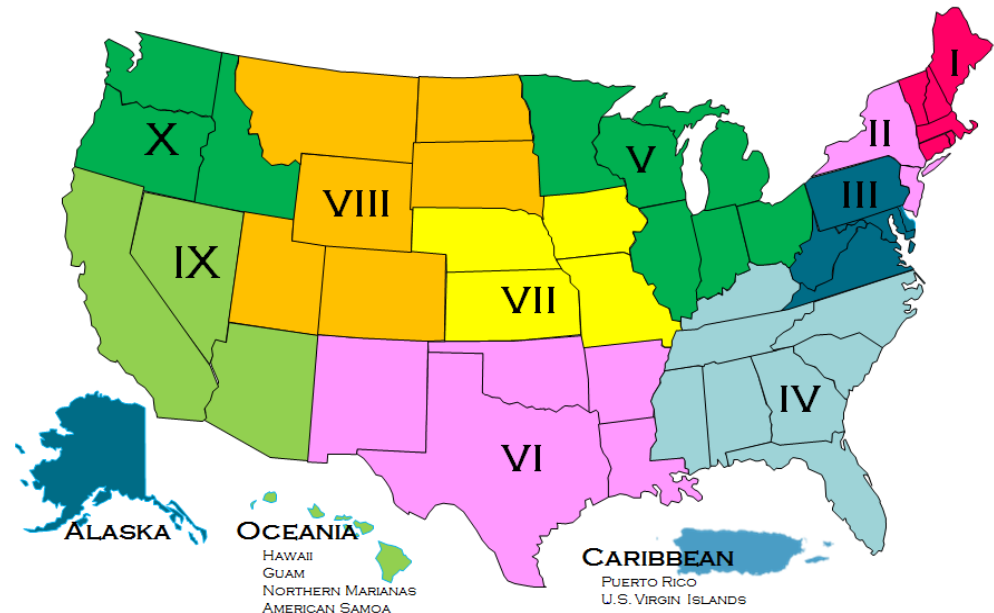 I
II
X
V
III
VIII
IX
VII
IV
VI
ALASKA
OCEANIA
HAWAII
GUAM
NORTHERN MARIANAS
AMERICAN SAMOA
CARIBBEAN
PUERTO RICO
U.S. VIRGIN ISLANDS